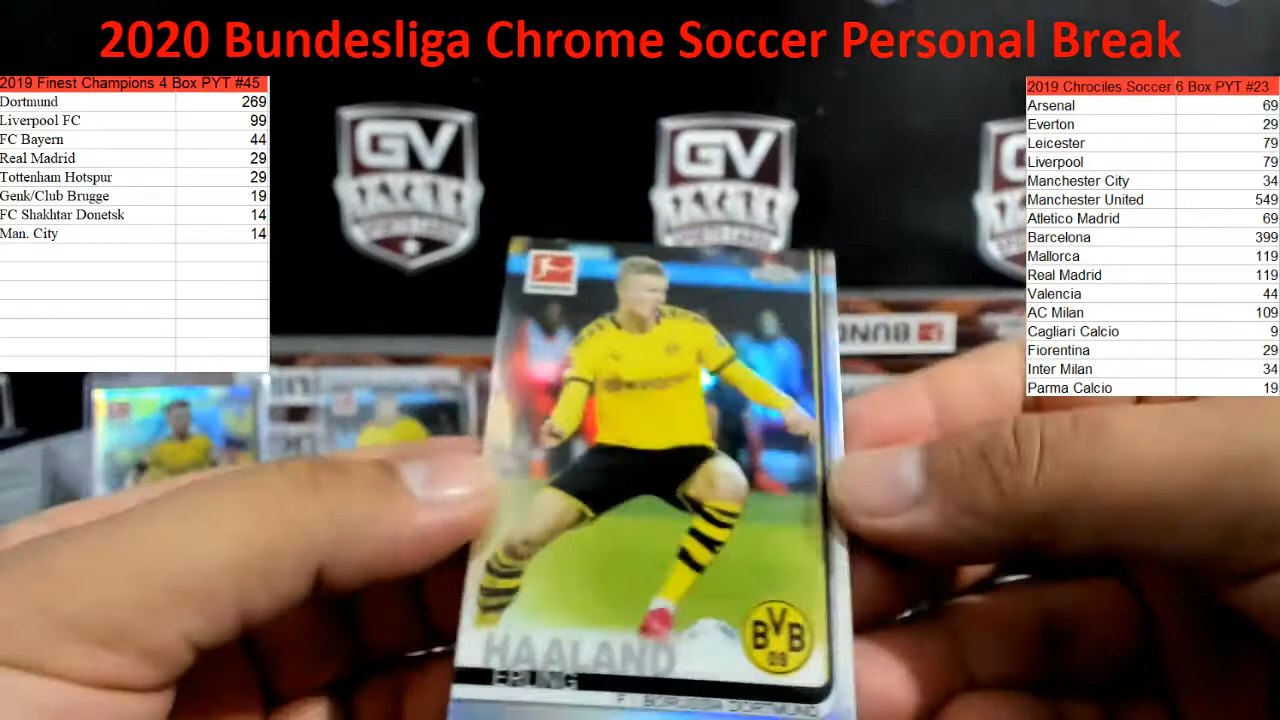 2020 Bundesliga Chrome Soccer Personal Break
2019 Finest Champions 4 Box PYT #45
Dortmund 269
Liverpool FC 99
FC Bayern 44
Real Madrid 29
Tottenham Hotspur 29
Genk/Club Brugge 19
FC Shakhtar Donetsk 14
Man. City 14
2019 Chrociles Soccer 6 Box PYT #23
Arsenal 69
Everton 29
Leicester 79
Liverpool 79
Manchester City 34
Manchester United 549
Atletico Madrid 69
Barcelona 399
Mallorca 119
Real Madrid 119
Valencia 44
AC Milan 109
Cagliari Calcio 9
Fiorentina 29
Inter Milan 34
Parma Calcio 19
GV
GV
BVB
09
HAALAND
ERLING
F BORUSSIA DORTMUND